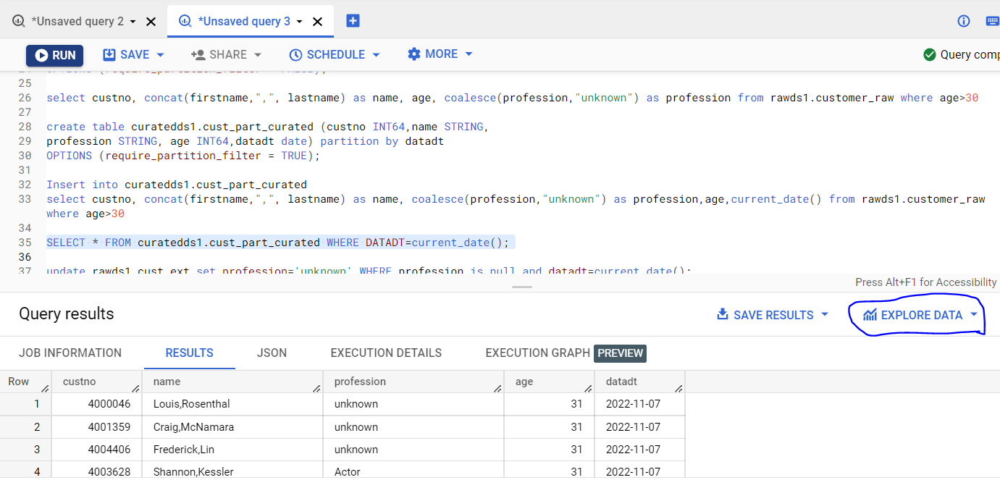 *Unsaved query 2
*Unsaved query 3
RUN SAVE SHARE SCHEDULE MORE Query comp
24 OPTIONS (require_partition_filter = FALSE);
25
26 select custno, concat(firstname,",", lastname) as name, age, coalesce(profession,"unknown") as profession from rawds1.customer_raw where age>30
27
28 create table curatedds1.cust_part_curated (custno INT64,name STRING,
29 profession STRING, age INT64,datadt date) partition by datadt
30 OPTIONS (require_partition_filter = TRUE);
31
32 Insert into curatedds1.cust_part_curated
33 select custno, concat(firstname,",", lastname) as name, coalesce(profession,"unknown") as profession,age,current_date() from rawds1.customer_raw
where age>30
34
35 SELECT * FROM curatedds1.cust_part_curated WHERE DATADT=current_date();
36
37 update rawds1.cust_ext set profession='unknown' WHERE profession is null and datadt=current_date();
Press Alt+F1 for Accessibility
Query results SAVE RESULTS EXPLORE DATA
JOB INFORMATION RESULTS JSON EXECUTION DETAILS EXECUTION GRAPH PREVIEW
Row custno name profession age datadt
1 4000046 Louis,Rosenthal unknown 31 2022-11-07
2 4001359 Craig,McNamara unknown 31 2022-11-07
3 4004406 Frederick,Lin unknown 31 2022-11-07
4 4003628 Shannon,Kessler Actor 31 2022-11-07